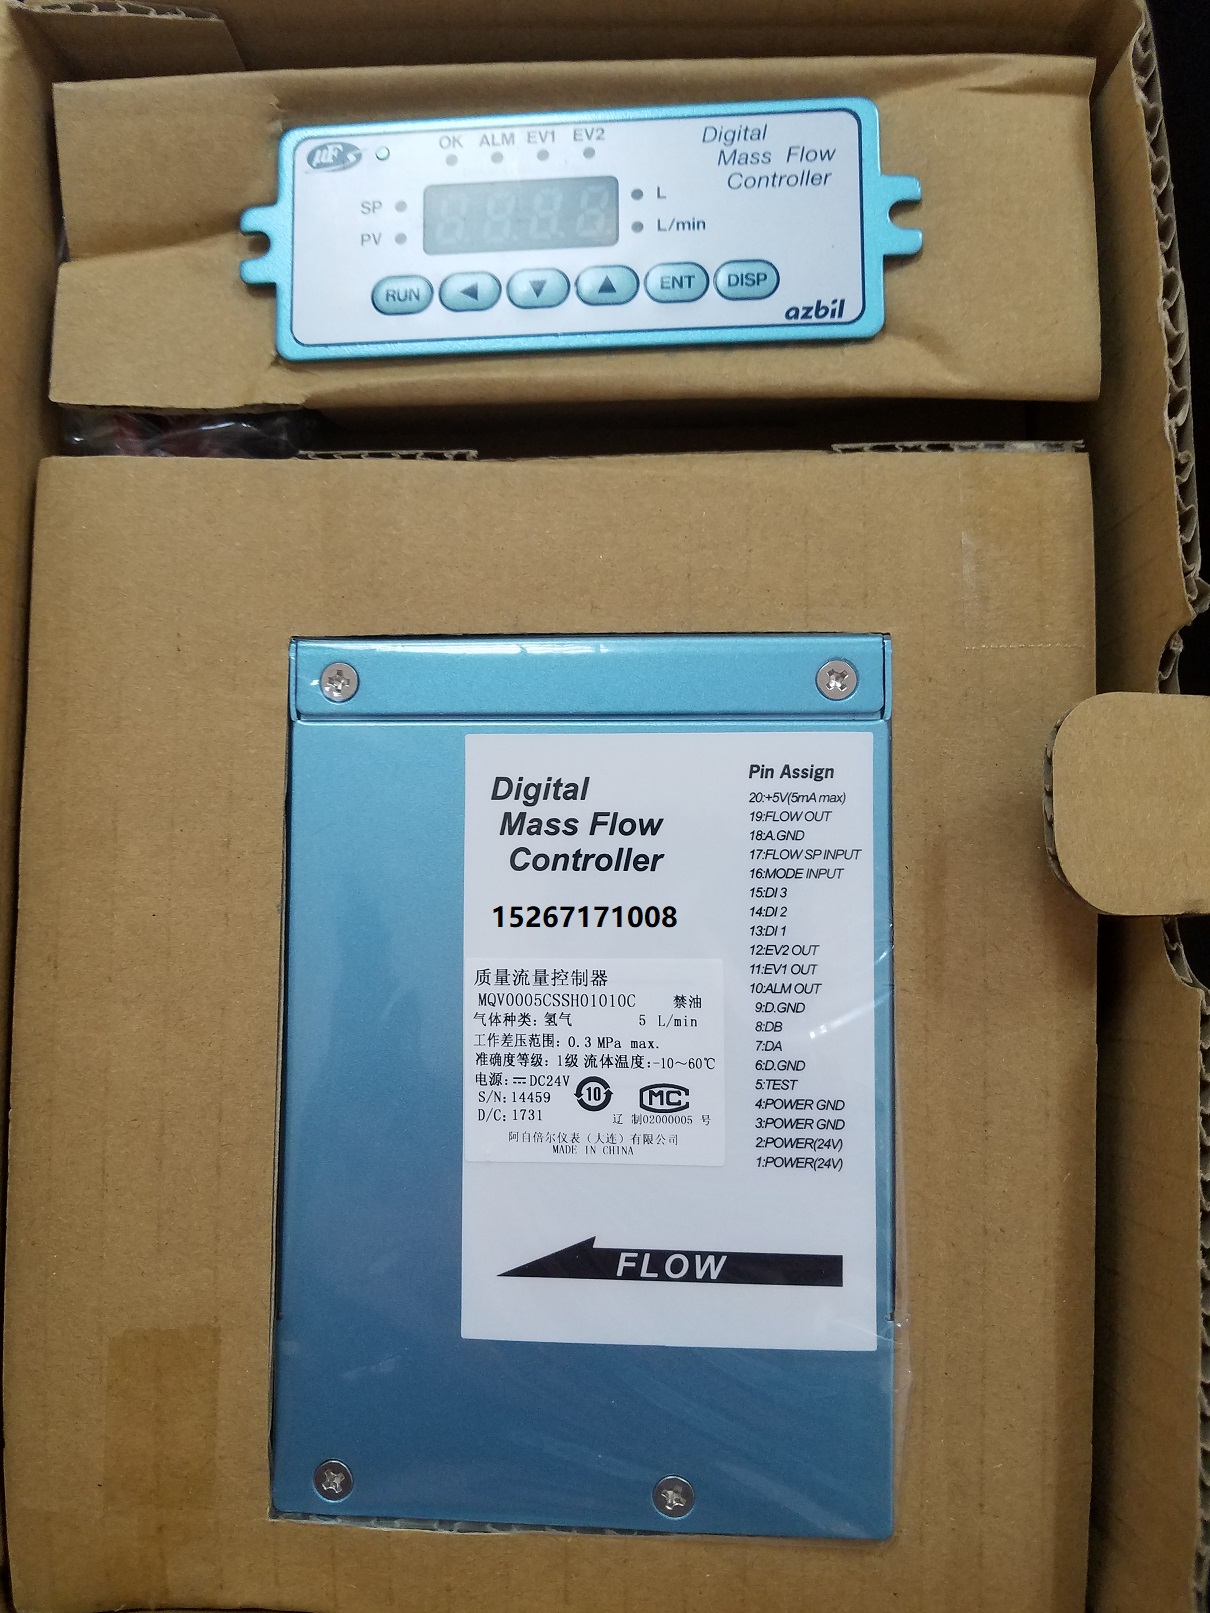 μF
OK ALM EV1 EV2
Digital
Mass Flow
Controller
SP
PV
L
L/min
RUN ◀ ▼ ▲ ENT DISP
azbil
Digital
Mass Flow
Controller
15267171008
质量流量控制器
MQV0005CSSH01010C 禁油
气体种类: 氢气 5 L/min
工作差压范围: 0.3 MPa max.
准确度等级: 1级 流体温度:-10～60℃
电源: ⎓ DC24V
S/N: 14459
D/C: 1731
10
MC
辽 制02000005 号
阿自倍尔仪表（大连）有限公司
MADE IN CHINA
Pin Assign
20:+5V(5mA max)
19:FLOW OUT
18:A.GND
17:FLOW SP INPUT
16:MODE INPUT
15:DI 3
14:DI 2
13:DI 1
12:EV2 OUT
11:EV1 OUT
10:ALM OUT
9:D.GND
8:DB
7:DA
6:D.GND
5:TEST
4:POWER GND
3:POWER GND
2:POWER(24V)
1:POWER(24V)
FLOW